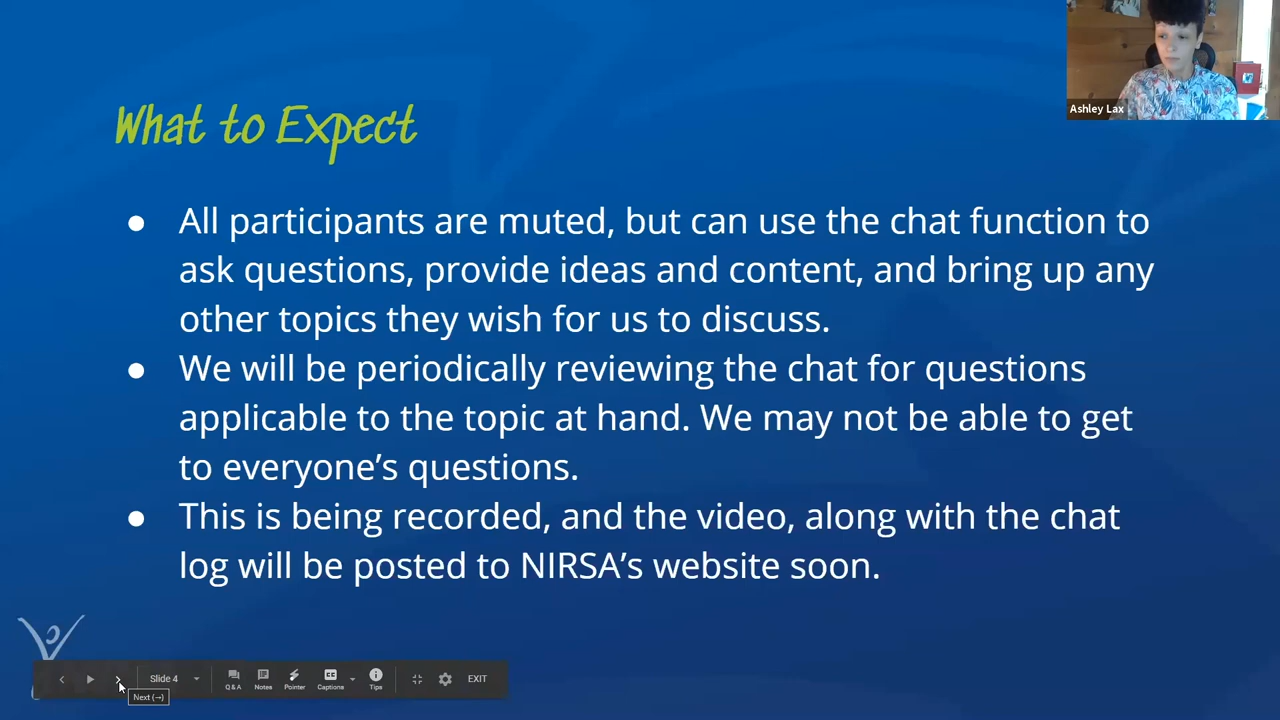 Ashley Lax
What to Expect
● All participants are muted, but can use the chat function to
ask questions, provide ideas and content, and bring up any
other topics they wish for us to discuss.
● We will be periodically reviewing the chat for questions
applicable to the topic at hand. We may not be able to get
to everyone’s questions.
● This is being recorded, and the video, along with the chat
log will be posted to NIRSA’s website soon.
Slide 4
Q&A
Notes
Pointer
Captions
Tips
EXIT
Next (→)